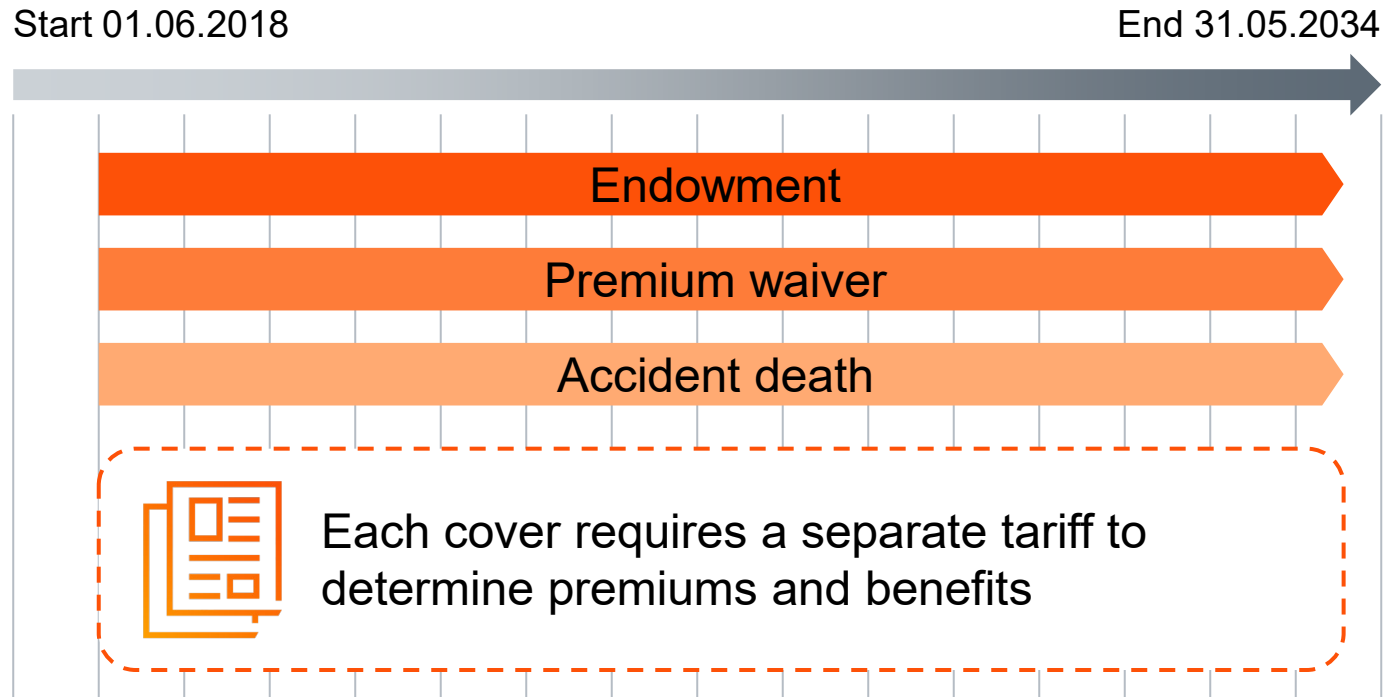 Start 01.06.2018
End 31.05.2034
Endowment
Premium waiver
Accident death
Each cover requires a separate tariff to
determine premiums and benefits